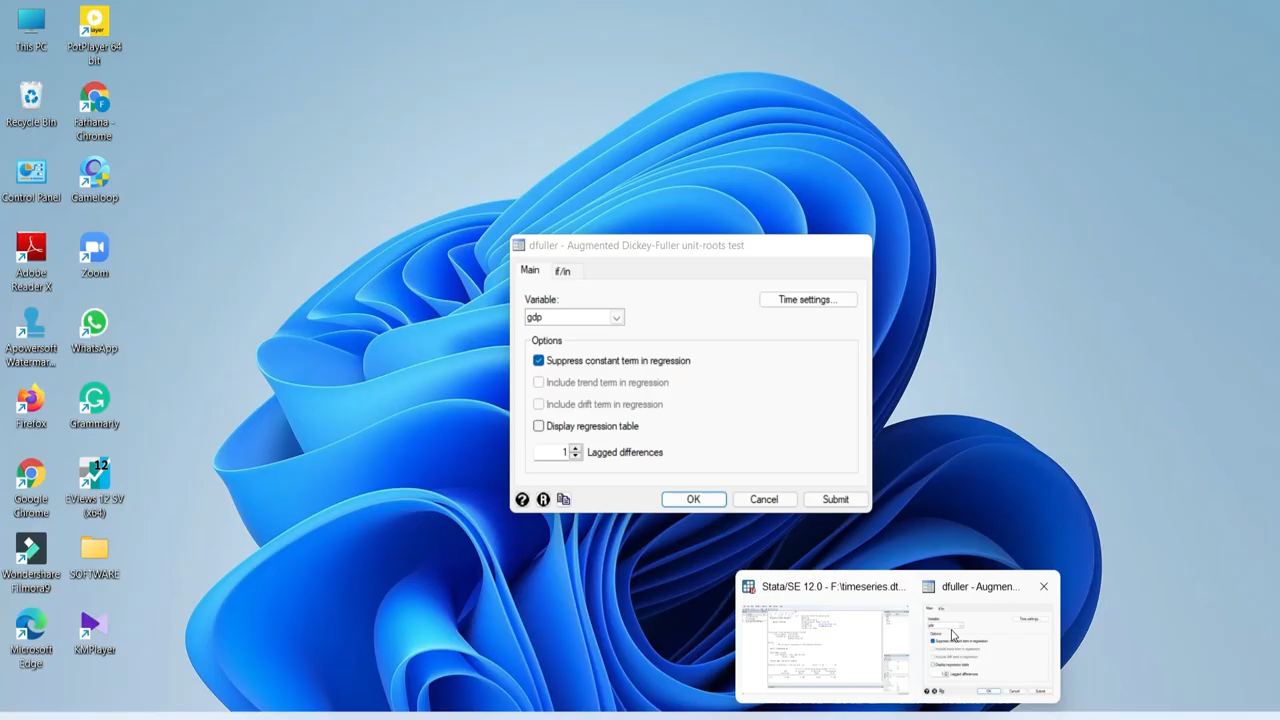 This PC
PotPlayer 64
bit
Recycle Bin
Farhana -
Chrome
Control Panel
Gameloop
Adobe
Reader X
Zoom
Apowersoft
Watermar...
WhatsApp
Firefox
Grammarly
Google
Chrome
12
EViews 12 SV
(x64)
Wondershare
Filmora9
SOFTWARE
Microsoft
Edge
dfuller - Augmented Dickey-Fuller unit-roots test
Main
if/in
Variable:
Time settings...
gdp
Options
Suppress constant term in regression
Include trend term in regression
Include drift term in regression
Display regression table
1
Lagged differences
OK
Cancel
Submit
Stata/SE 12.0 - F:\timeseries.dt...
dfuller - Augmen...